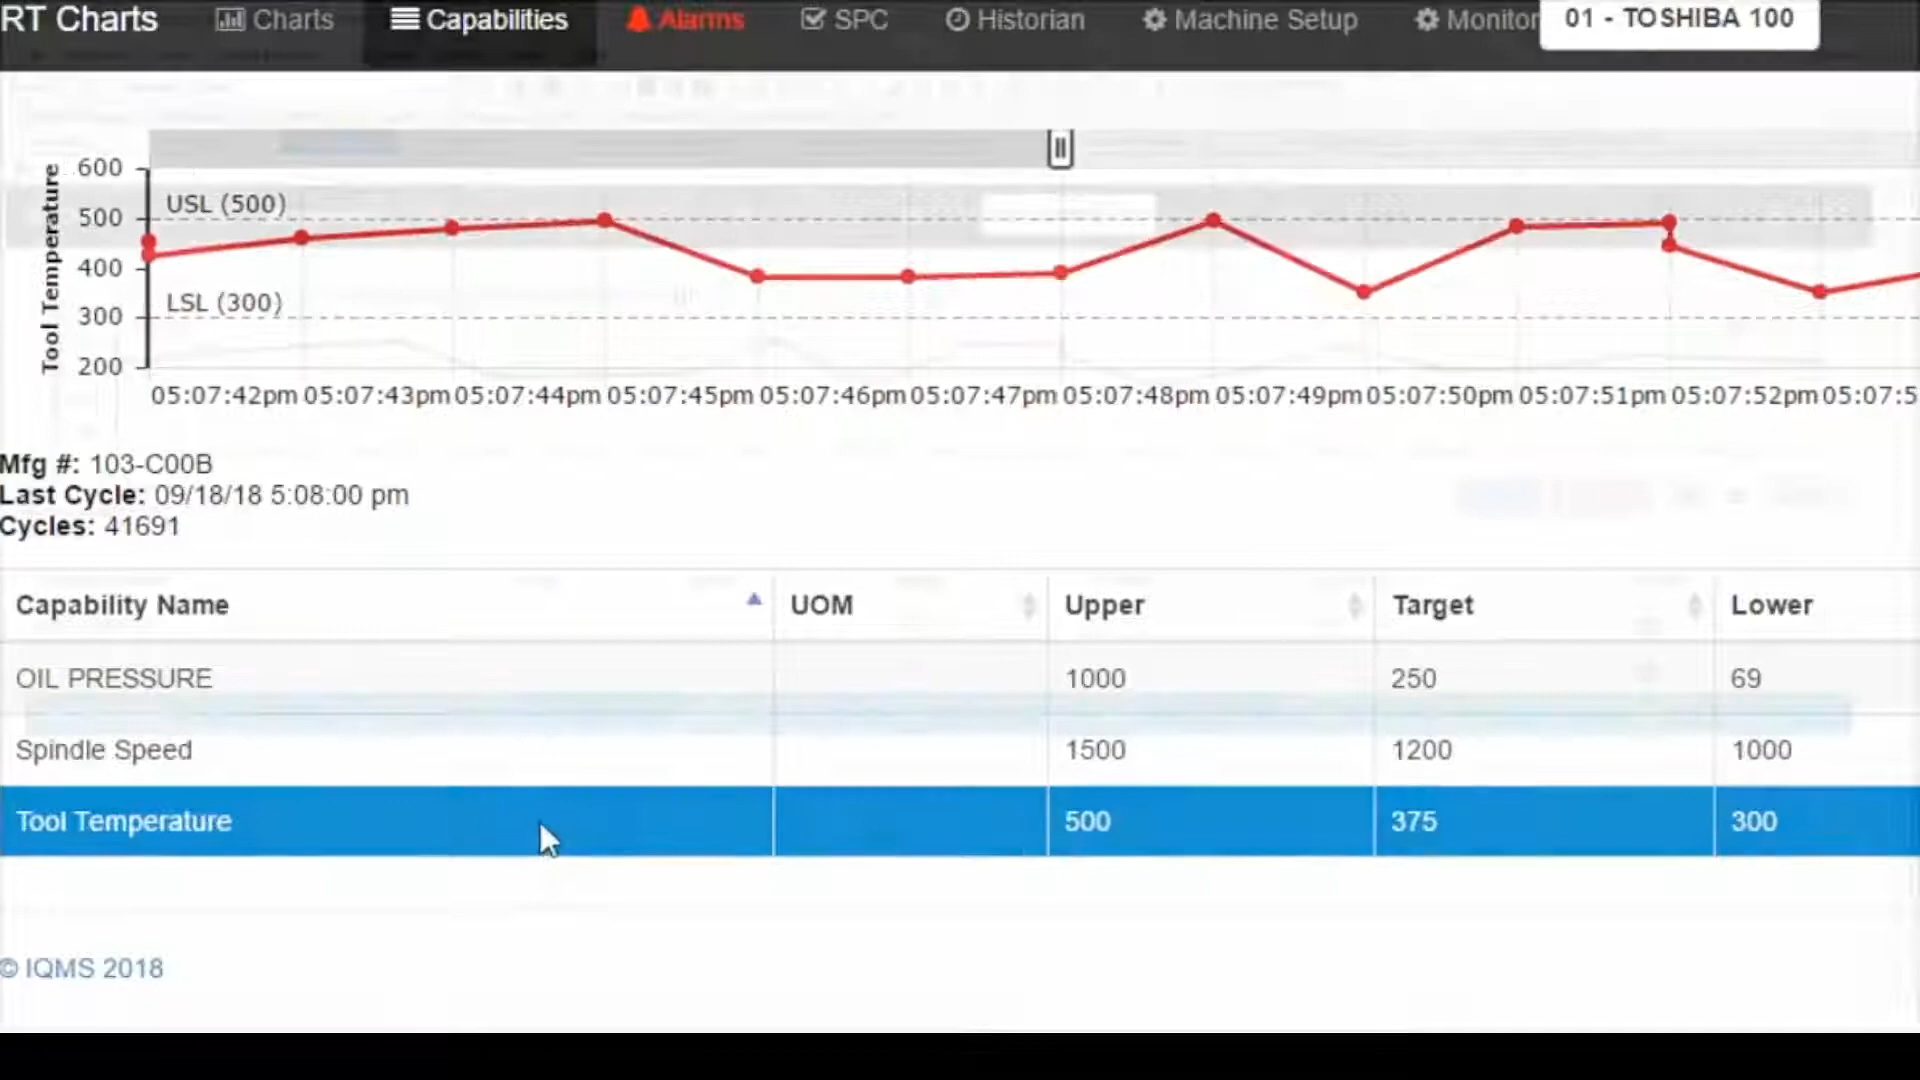 RT Charts Charts Capabilities Alarms SPC Historian Machine Setup Monitor 01 - TOSHIBA 100
Tool Temperature
600
USL (500)
500
400
LSL (300)
300
200
05:07:42pm 05:07:43pm 05:07:44pm 05:07:45pm 05:07:46pm 05:07:47pm 05:07:48pm 05:07:49pm 05:07:50pm 05:07:51pm 05:07:52pm 05:07:5
Mfg #: 103-C00B
Last Cycle: 09/18/18 5:08:00 pm
Cycles: 41691
Capability Name UOM Upper Target Lower
OIL PRESSURE 1000 250 69
Spindle Speed 1500 1200 1000
Tool Temperature 500 375 300
© IQMS 2018